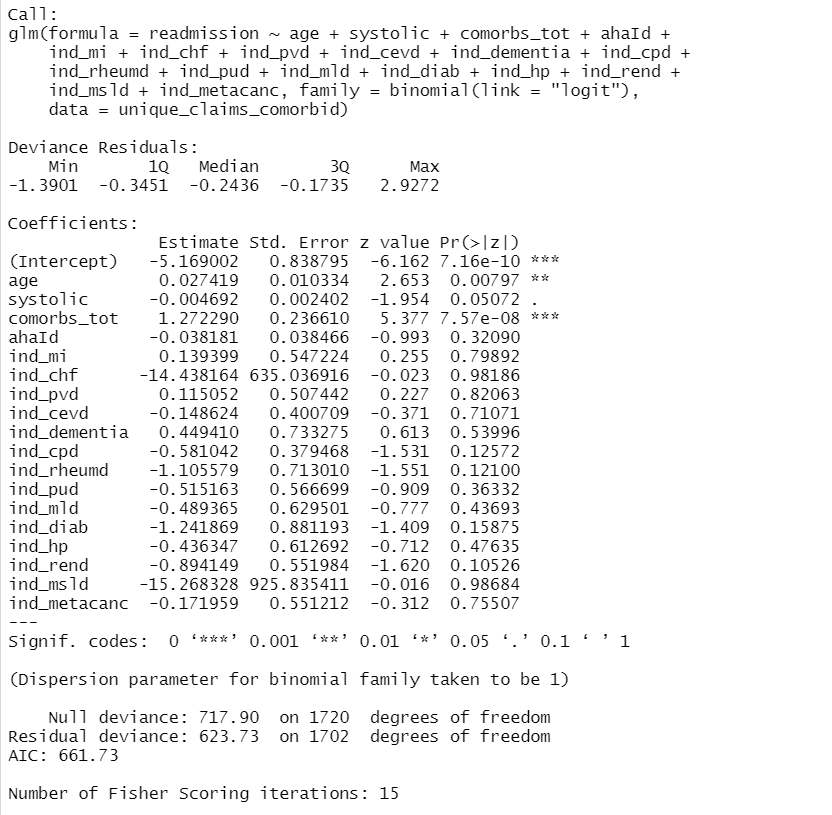 Call:
glm(formula = readmission ~ age + systolic + comorbs_tot + ahaId +
    ind_mi + ind_chf + ind_pvd + ind_cevd + ind_dementia + ind_cpd +
    ind_rheumd + ind_pud + ind_mld + ind_diab + ind_hp + ind_rend +
    ind_msld + ind_metacanc, family = binomial(link = "logit"),
    data = unique_claims_comorbid)

Deviance Residuals:
    Min       1Q   Median       3Q      Max
-1.3901  -0.3451  -0.2436  -0.1735   2.9272

Coefficients:
               Estimate Std. Error z value Pr(>|z|)
(Intercept)   -5.169002   0.838795  -6.162 7.16e-10 ***
age            0.027419   0.010334   2.653  0.00797 **
systolic      -0.004692   0.002402  -1.954  0.05072 .
comorbs_tot    1.272290   0.236610   5.377 7.57e-08 ***
ahaId         -0.038181   0.038466  -0.993  0.32090
ind_mi         0.139399   0.547224   0.255  0.79892
ind_chf      -14.438164 635.036916  -0.023  0.98186
ind_pvd        0.115052   0.507442   0.227  0.82063
ind_cevd      -0.148624   0.400709  -0.371  0.71071
ind_dementia   0.449410   0.733275   0.613  0.53996
ind_cpd       -0.581042   0.379468  -1.531  0.12572
ind_rheumd    -1.105579   0.713010  -1.551  0.12100
ind_pud       -0.515163   0.566699  -0.909  0.36332
ind_mld       -0.489365   0.629501  -0.777  0.43693
ind_diab      -1.241869   0.881193  -1.409  0.15875
ind_hp        -0.436347   0.612692  -0.712  0.47635
ind_rend      -0.894149   0.551984  -1.620  0.10526
ind_msld     -15.268328 925.835411  -0.016  0.98684
ind_metacanc  -0.171959   0.551212  -0.312  0.75507
---
Signif. codes:  0 ‘***’ 0.001 ‘**’ 0.01 ‘*’ 0.05 ‘.’ 0.1 ‘ ’ 1

(Dispersion parameter for binomial family taken to be 1)

    Null deviance: 717.90  on 1720  degrees of freedom
Residual deviance: 623.73  on 1702  degrees of freedom
AIC: 661.73

Number of Fisher Scoring iterations: 15